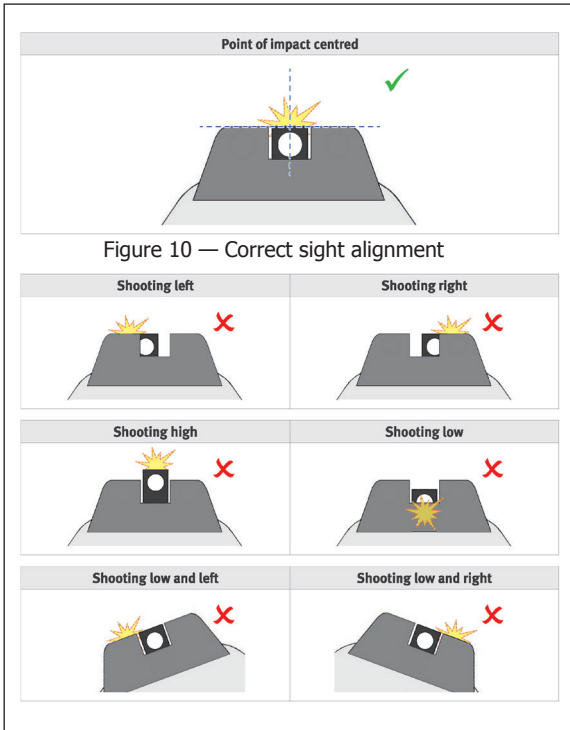 Point of impact centred
Figure 10 — Correct sight alignment
Shooting left
Shooting right
Shooting high
Shooting low
Shooting low and left
Shooting low and right